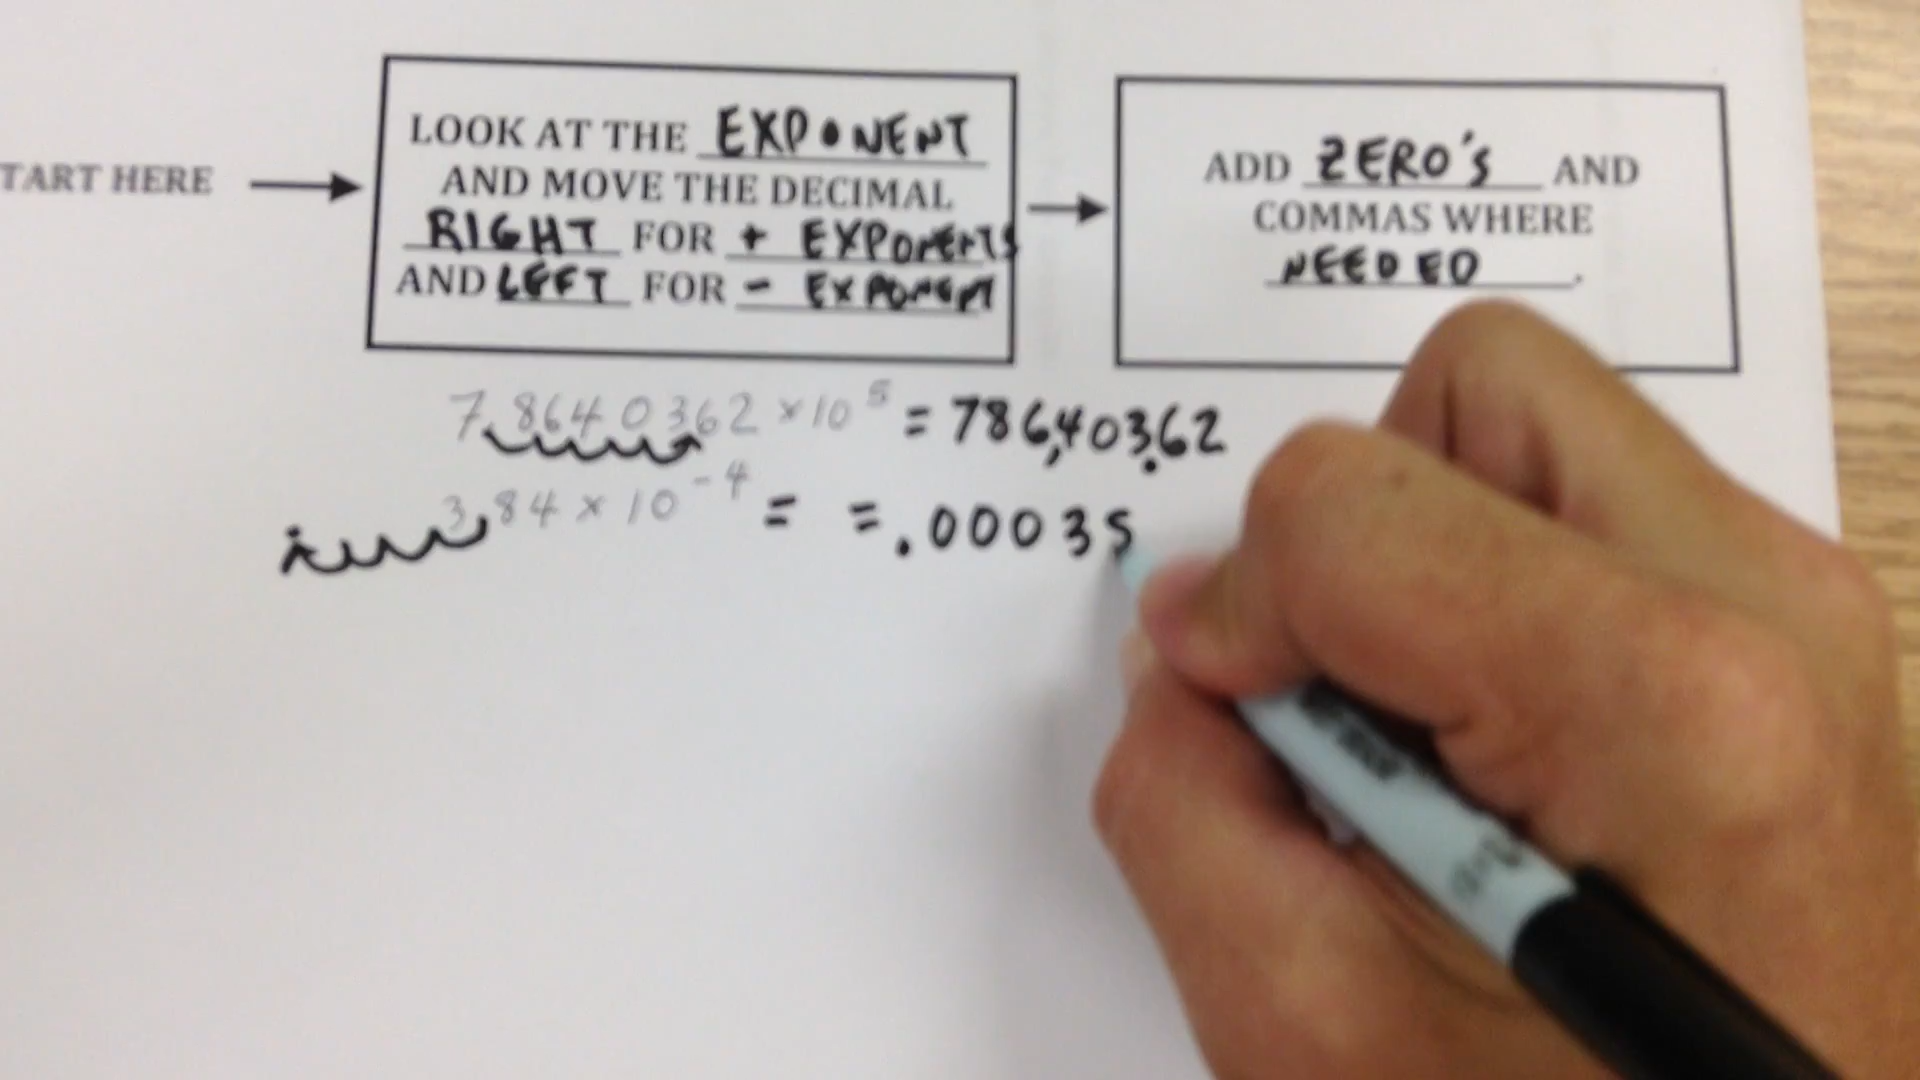 TART HERE
LOOK AT THE EXPONENT
AND MOVE THE DECIMAL
RIGHT FOR + EXPONENTS
AND LEFT FOR - EXPONENT
ADD ZERO'S AND
COMMAS WHERE
NEEDED.
7.8640362 × 10⁵ = 786,403.62
3.84 × 10⁻⁴ = = .00035